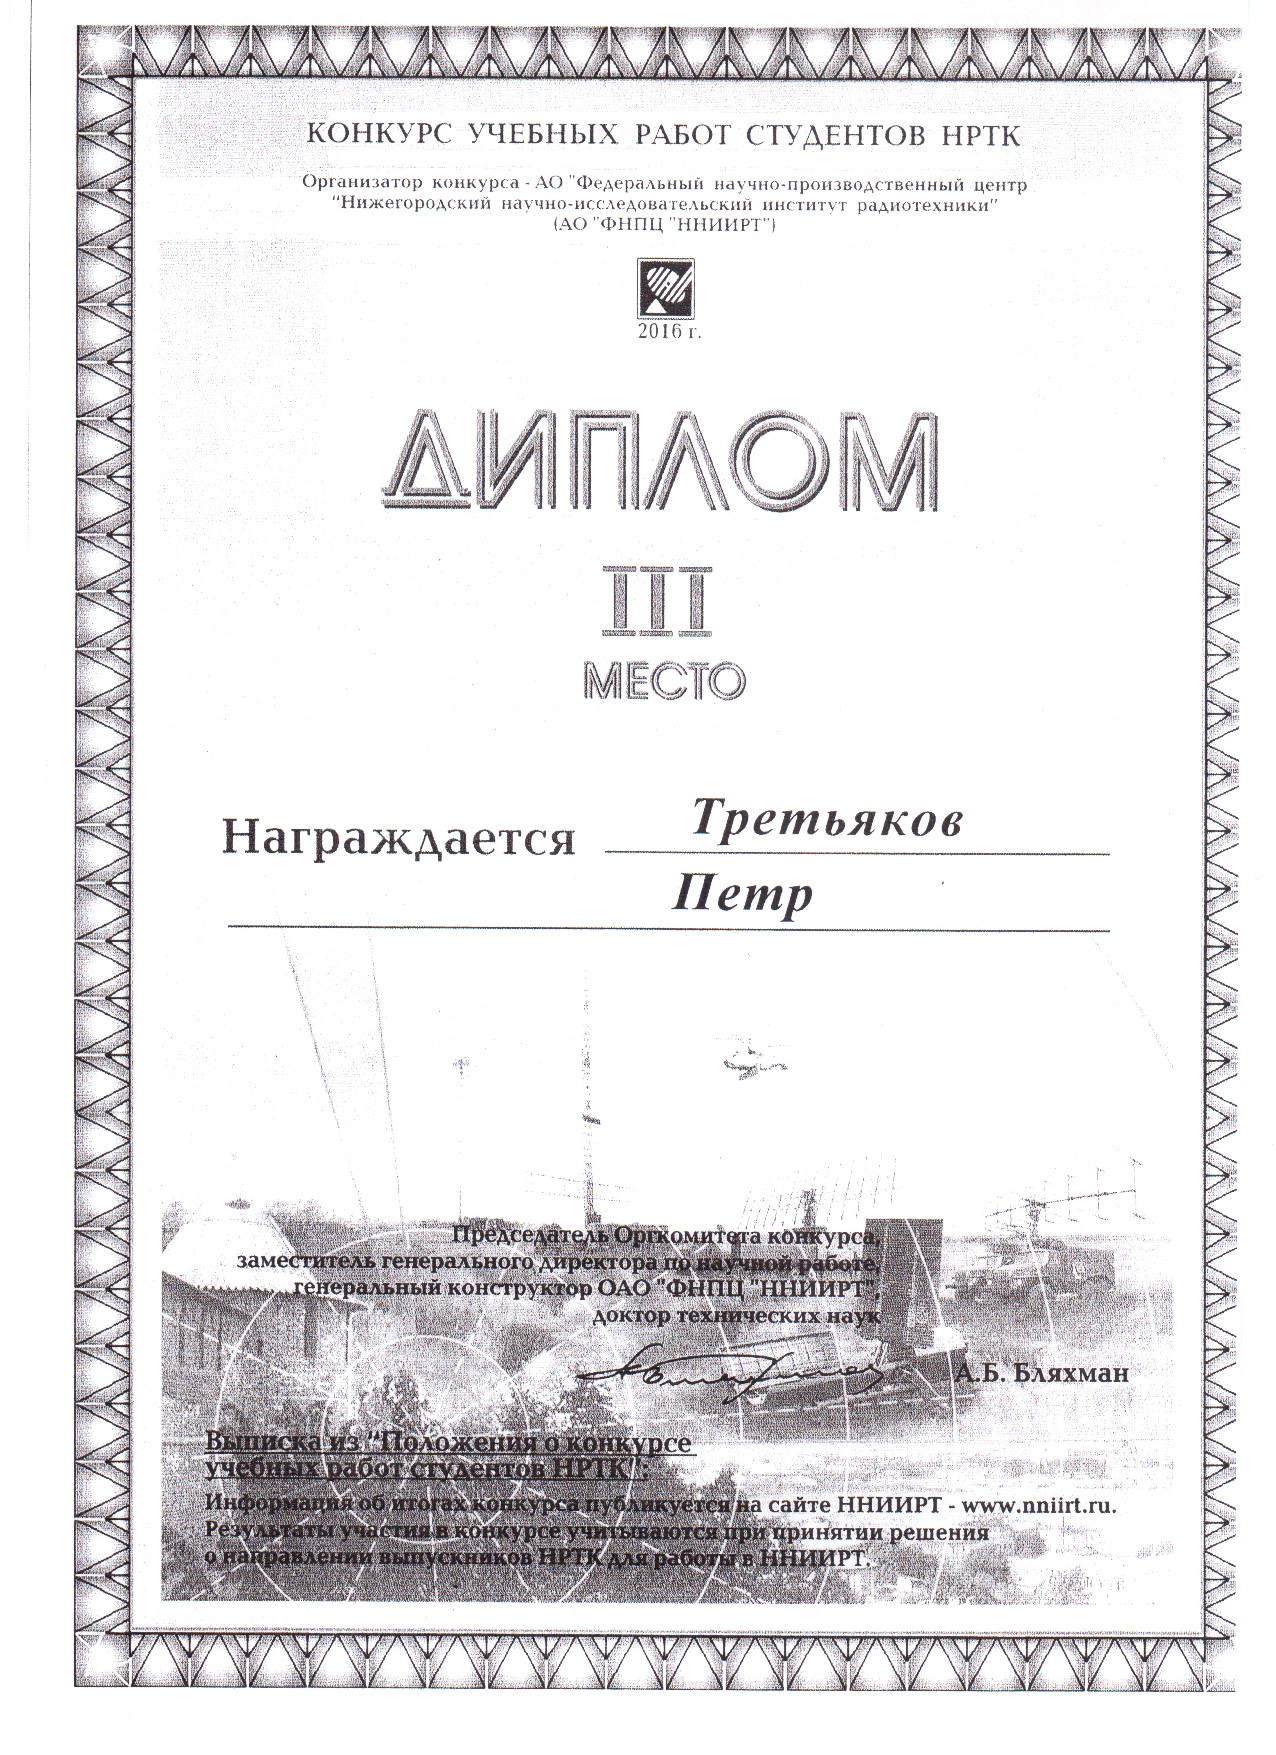 КОНКУРС УЧЕБНЫХ РАБОТ СТУДЕНТОВ НРТК
Организатор конкурса - АО "Федеральный научно-производственный центр
"Нижегородский научно-исследовательский институт радиотехники"
(АО "ФНПЦ "ННИИРТ")
2016 г.
ДИПЛОМ
III
МЕСТО
Награждается Третьяков
Петр
Председатель Оргкомитета конкурса,
заместитель генерального директора по научной работе,
генеральный конструктор ОАО "ФНПЦ "ННИИРТ",
доктор технических наук
А.Б. Бляхман
Выписка из "Положения о конкурсе
учебных работ студентов НРТК":
Информация об итогах конкурса публикуется на сайте ННИИРТ - www.nniirt.ru.
Результаты участия в конкурсе учитываются при принятии решения
о направлении выпускников НРТК для работы в ННИИРТ.